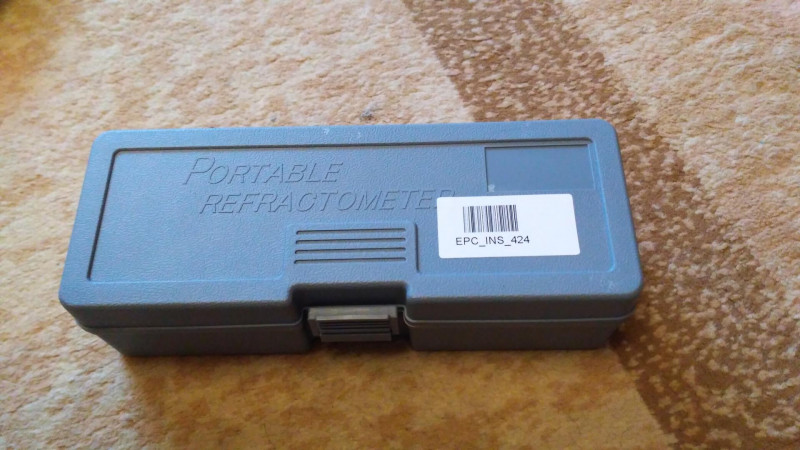 PORTABLE
REFRACTOMETER
EPC_INS_424